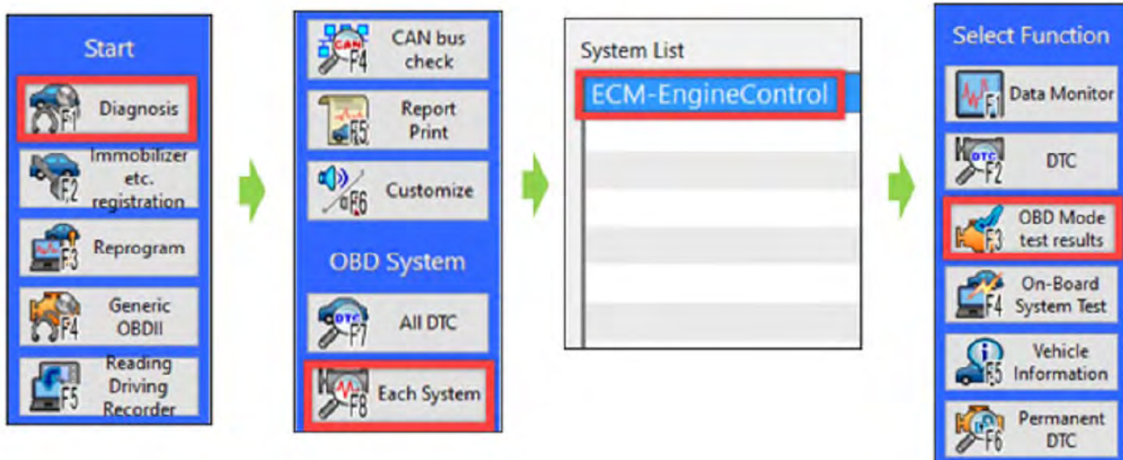 Start
Diagnosis
F1
Immobilizer
etc.
registration
F2
Reprogram
F3
Generic
OBDII
F4
Reading
Driving
Recorder
F5
CAN bus
check
CAN
F4
Report
Print
F5
Customize
F6
OBD System
All DTC
DTC
F7
Each System
F8
System List
ECM-EngineControl
Select Function
Data Monitor
F1
DTC
DTC
F2
OBD Mode
test results
F3
On-Board
System Test
F4
Vehicle
Information
F5
Permanent
DTC
F6